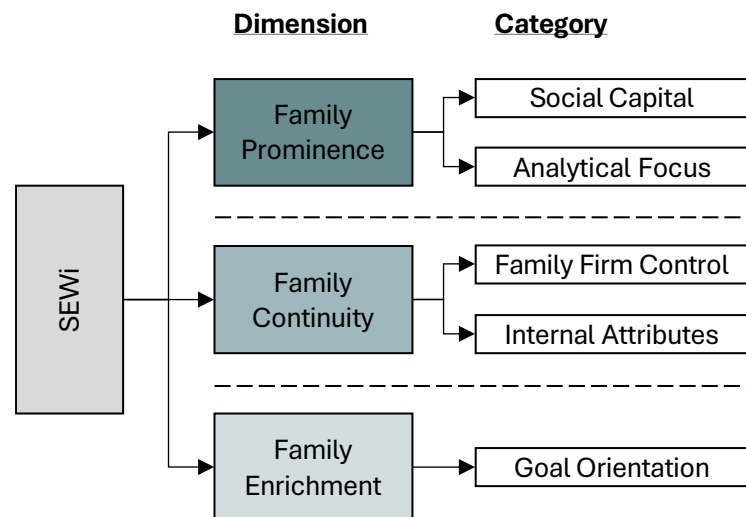 Dimension
Category
SEWi
Family
Prominence
Social Capital
Analytical Focus
Family
Continuity
Family Firm Control
Internal Attributes
Family
Enrichment
Goal Orientation